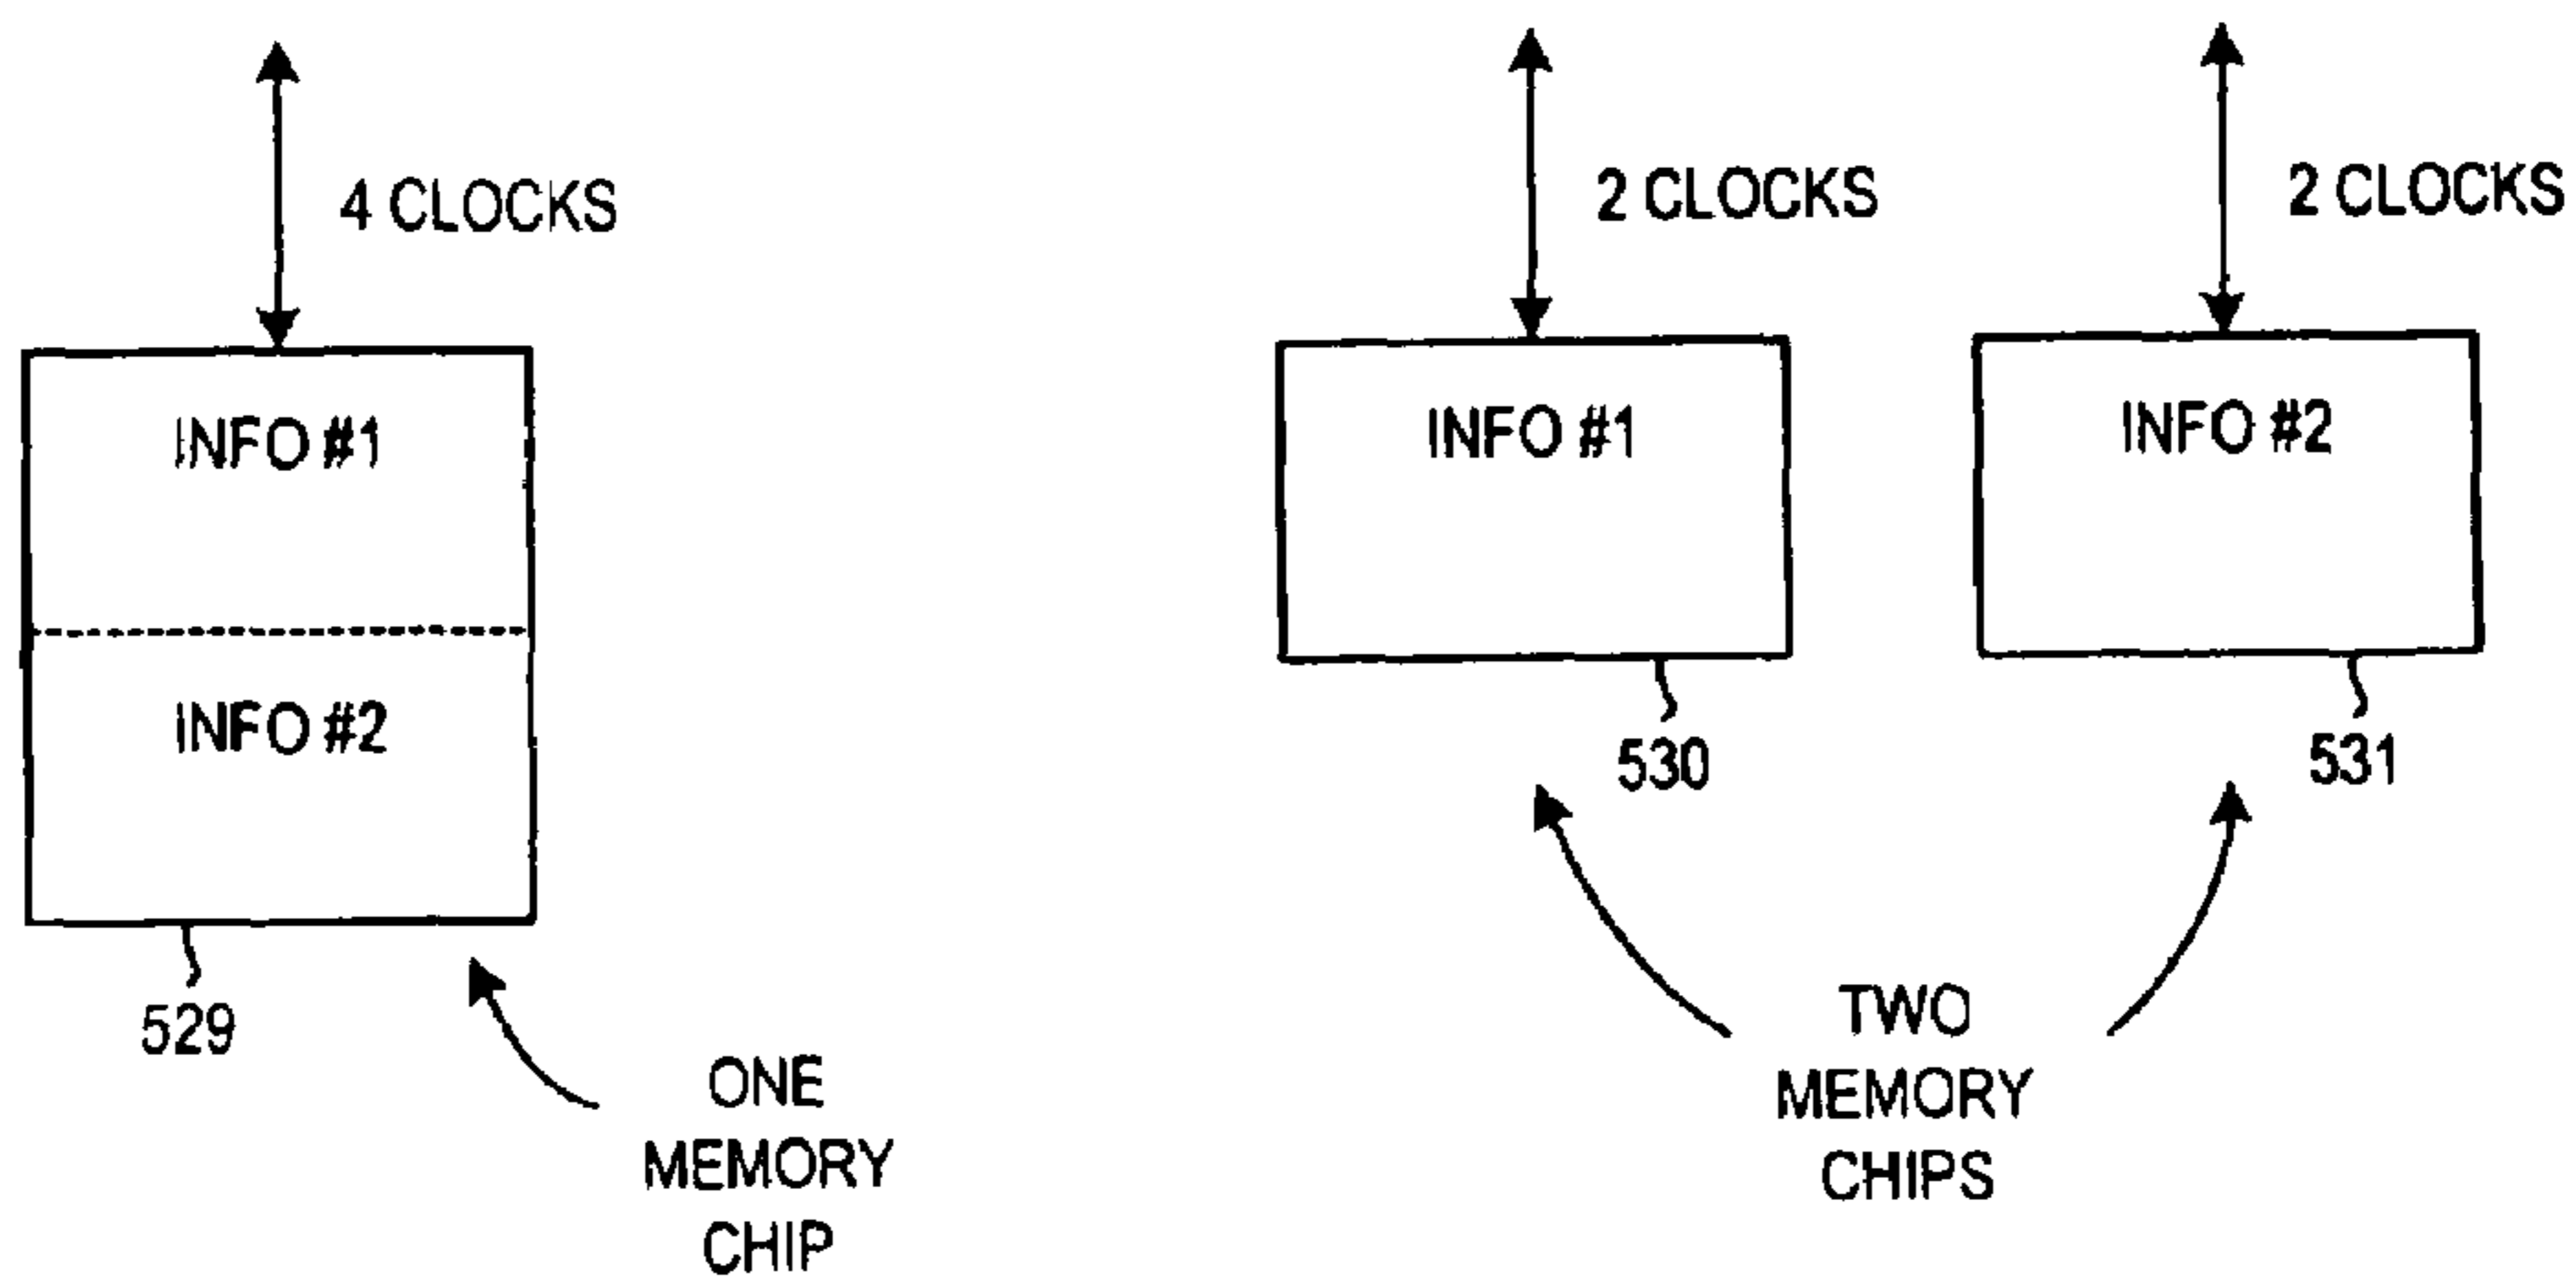 4 CLOCKS
INFO #1
INFO #2
529
ONE
MEMORY
CHIP
2 CLOCKS
INFO #1
530
2 CLOCKS
INFO #2
531
TWO
MEMORY
CHIPS